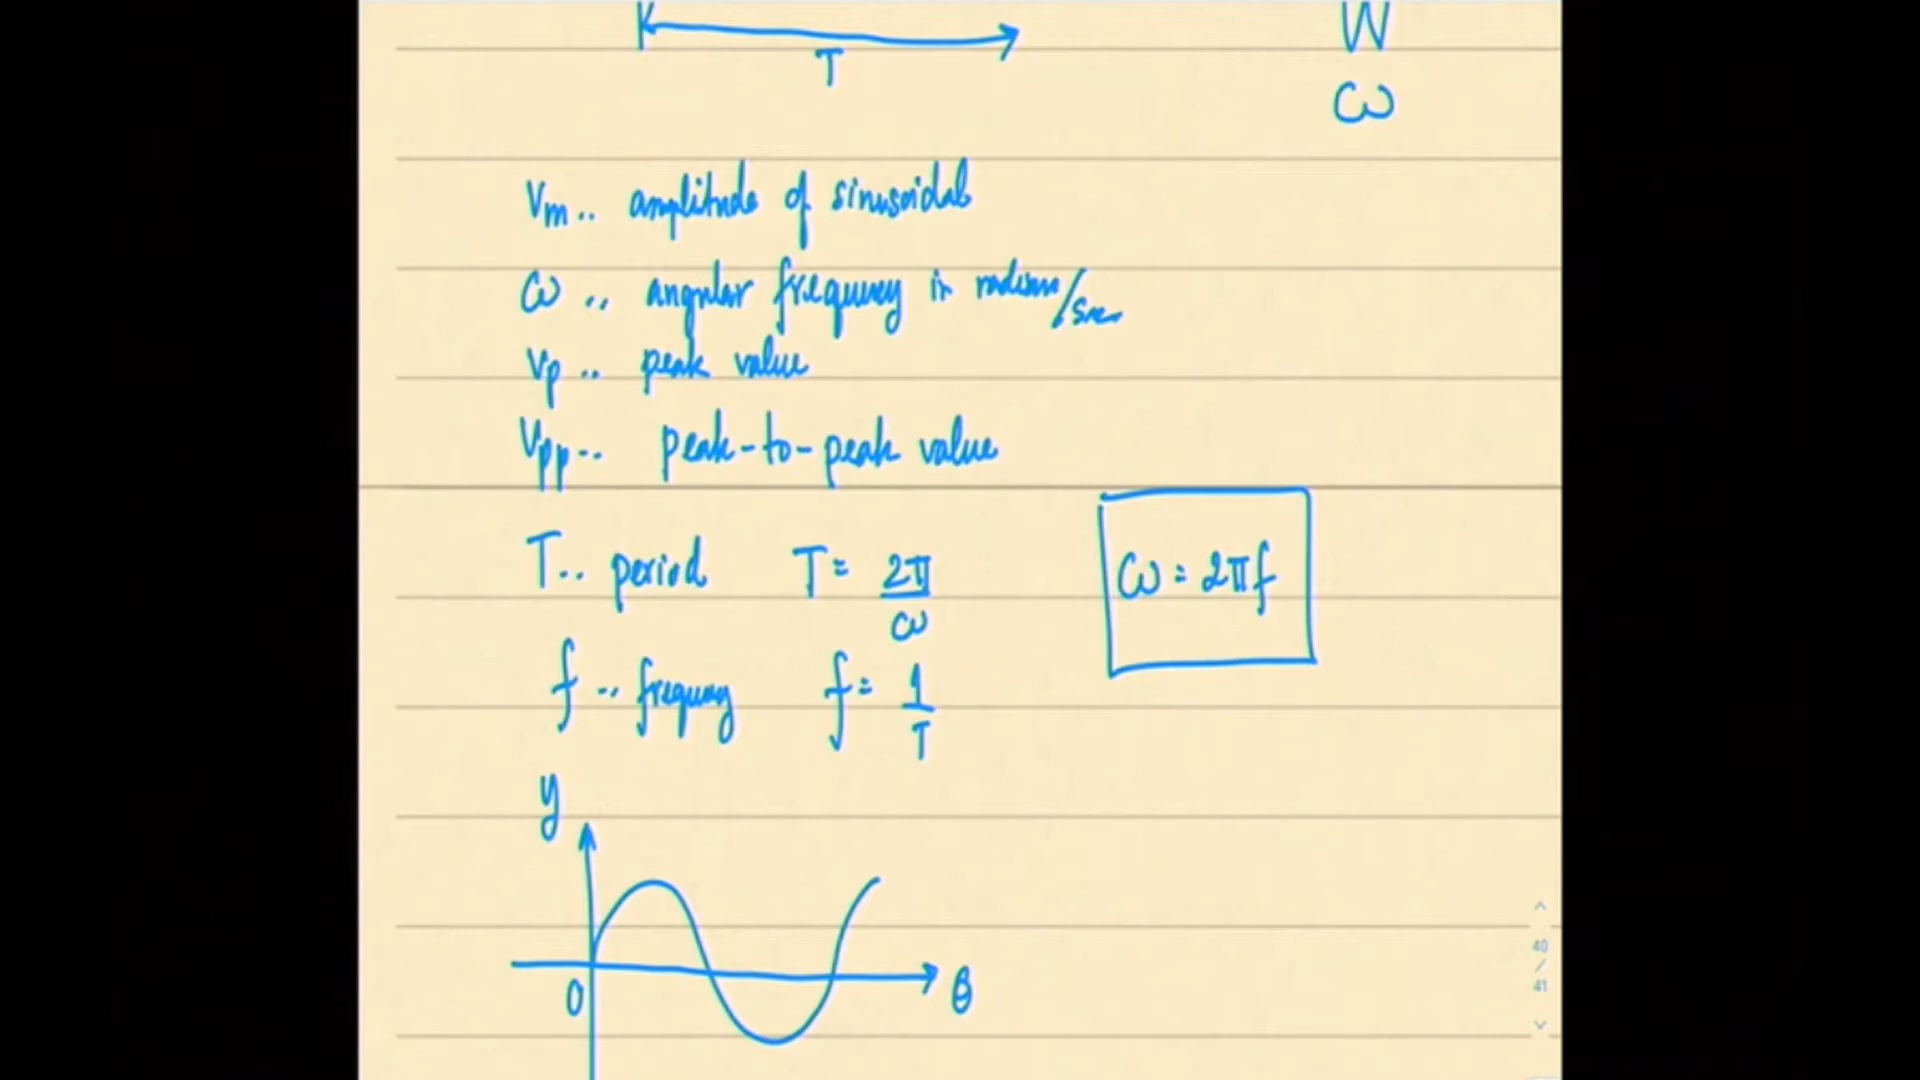 T
W
ω
Vm .. amplitude of sinusoidal
ω .. angular frequency in radians/sec
Vp .. peak value
Vpp .. peak-to-peak value
T .. period T = 2π/ω ω = 2πf
f .. frequency f = 1/T
y
0 θ
40
/
41